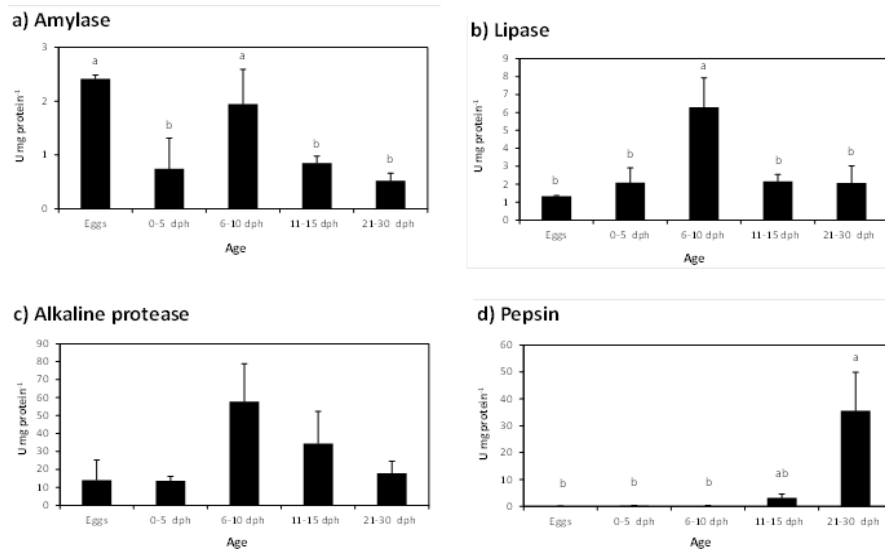 a) Amylase
U mg protein⁻¹
3
2
1
0
a
b
a
b
b
Eggs 0-5 dph 6-10 dph 11-15 dph 21-30 dph
Age
b) Lipase
U mg protein⁻¹
9
8
7
6
5
4
3
2
1
0
b
b
a
b
b
Eggs 0-5 dph 6-10 dph 11-15 dph 21-30 dph
Age
c) Alkaline protease
U mg protein⁻¹
90
80
70
60
50
40
30
20
10
0
Eggs 0-5 dph 6-10 dph 11-15 dph 21-30 dph
Age
d) Pepsin
U mg protein⁻¹
60
50
40
30
20
10
0
b
b
b
ab
a
Eggs 0-5 dph 6-10 dph 11-15 dph 21-30 dph
Age